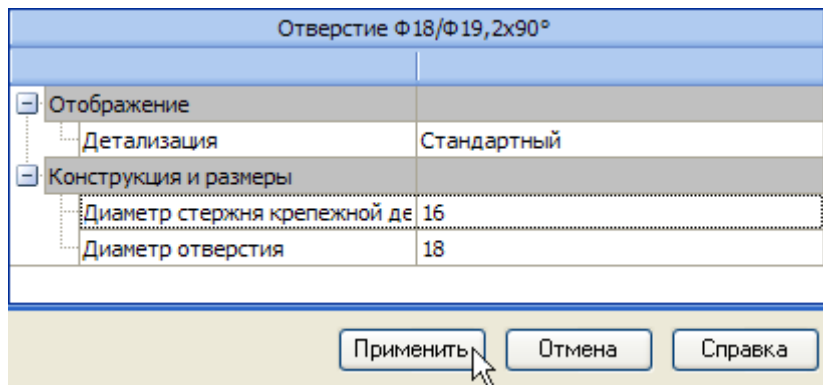 Отверстие Ф18/Ф19,2x90°
Отображение
Детализация Стандартный
Конструкция и размеры
Диаметр стержня крепежной де 16
Диаметр отверстия 18
Применить Отмена Справка